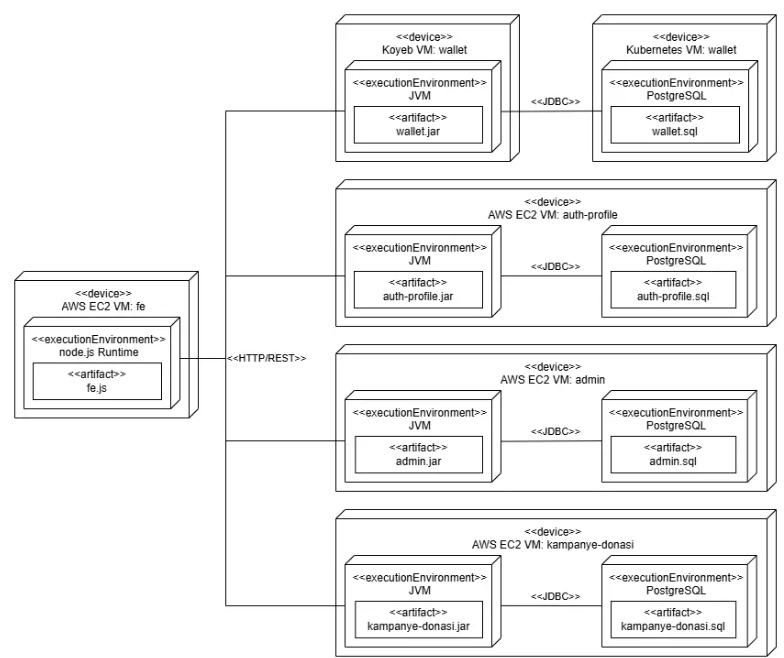 <<device>>
Koyeb VM: wallet
<<executionEnvironment>>
JVM
<<artifact>>
wallet.jar
<<JDBC>>
<<device>>
Kubernetes VM: wallet
<<executionEnvironment>>
PostgreSQL
<<artifact>>
wallet.sql
<<device>>
AWS EC2 VM: auth-profile
<<executionEnvironment>>
JVM
<<artifact>>
auth-profile.jar
<<JDBC>>
<<executionEnvironment>>
PostgreSQL
<<artifact>>
auth-profile.sql
<<device>>
AWS EC2 VM: fe
<<executionEnvironment>>
node.js Runtime
<<artifact>>
fe.js
<<HTTP/REST>>
<<device>>
AWS EC2 VM: admin
<<executionEnvironment>>
JVM
<<artifact>>
admin.jar
<<JDBC>>
<<executionEnvironment>>
PostgreSQL
<<artifact>>
admin.sql
<<device>>
AWS EC2 VM: kampanye-donasi
<<executionEnvironment>>
JVM
<<artifact>>
kampanye-donasi.jar
<<JDBC>>
<<executionEnvironment>>
PostgreSQL
<<artifact>>
kampanye-donasi.sql